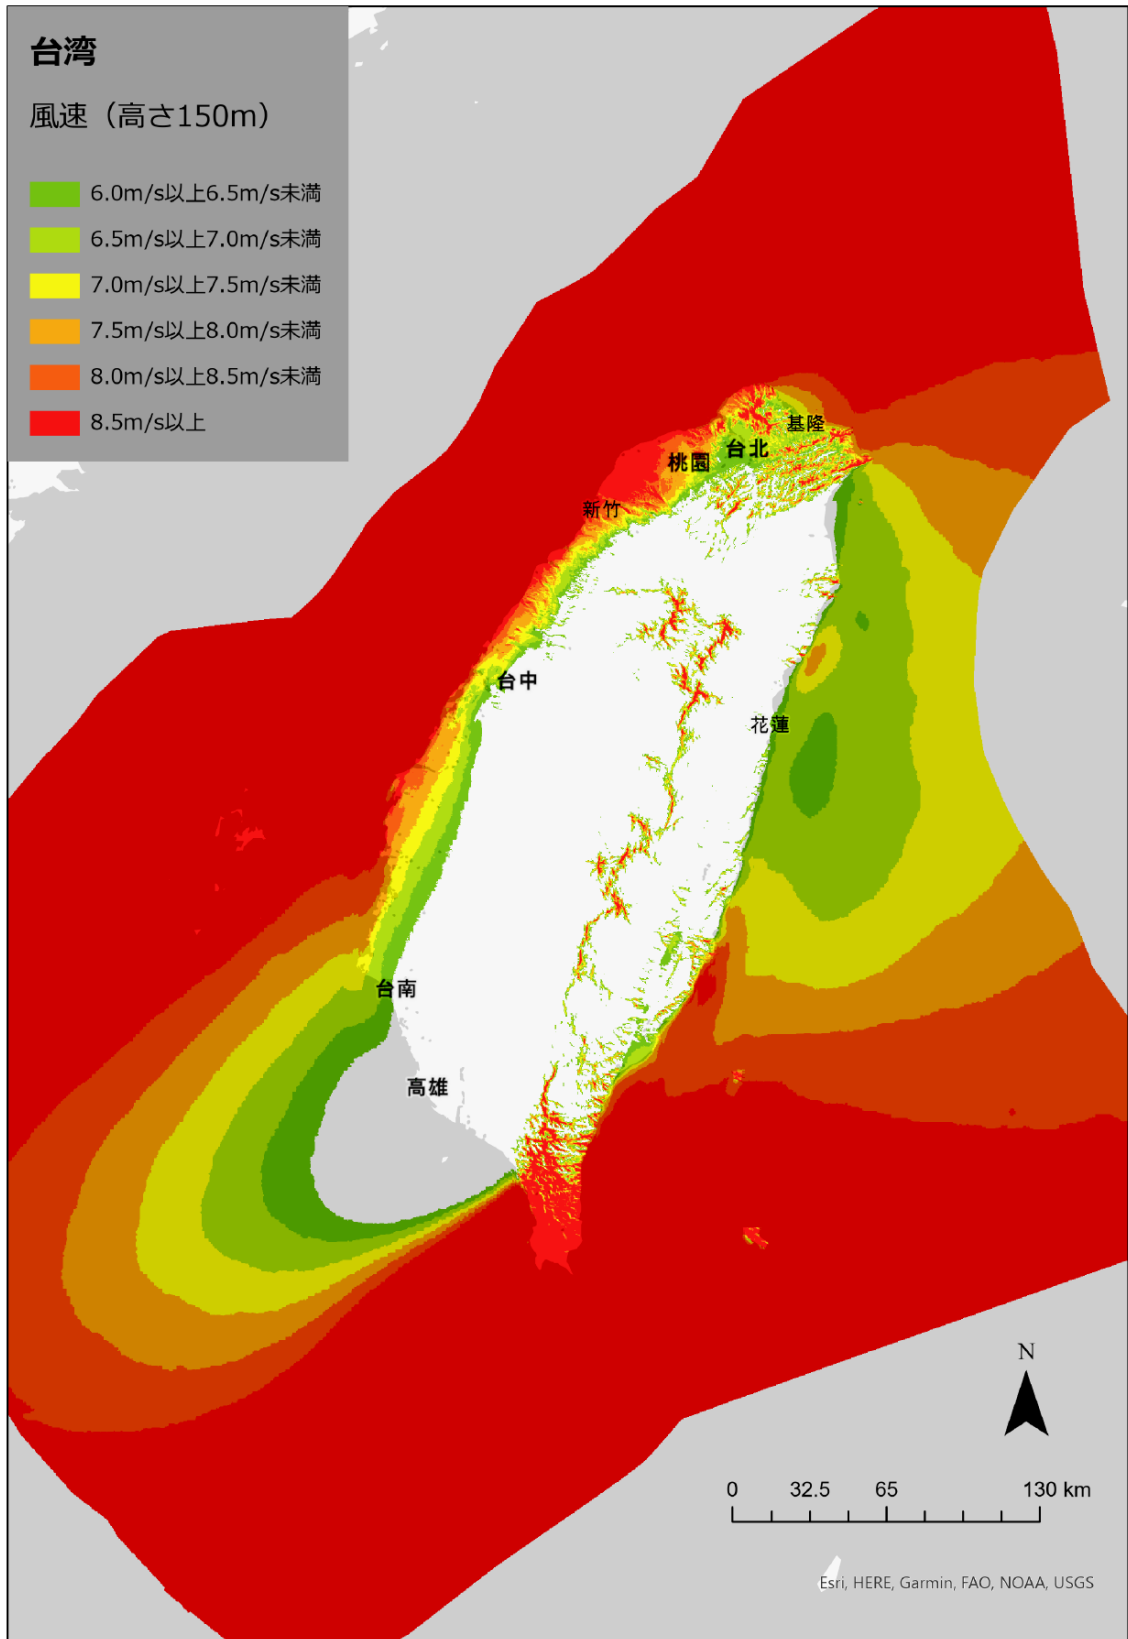 台湾
風速（高さ150m）
6.0m/s以上6.5m/s未満
6.5m/s以上7.0m/s未満
7.0m/s以上7.5m/s未満
7.5m/s以上8.0m/s未満
8.0m/s以上8.5m/s未満
8.5m/s以上
基隆
台北
桃園
新竹
台中
花蓮
台南
高雄
N
0 32.5 65 130 km
Esri, HERE, Garmin, FAO, NOAA, USGS